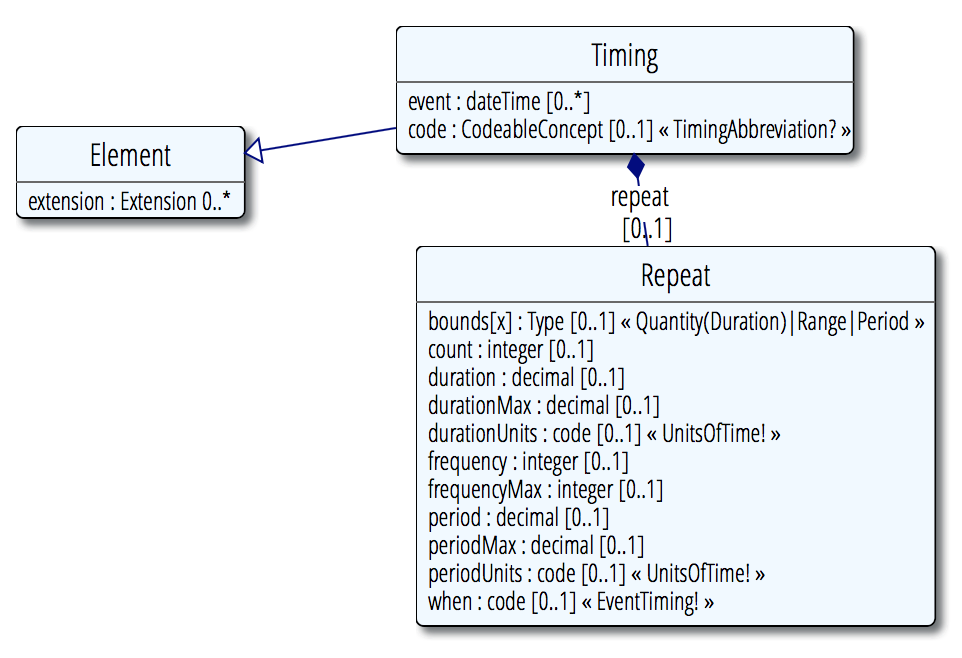 Timing
event : dateTime [0..*]
code : CodeableConcept [0..1] « TimingAbbreviation? »
Element
extension : Extension 0..*
repeat
[0..1]
Repeat
bounds[x] : Type [0..1] « Quantity(Duration)|Range|Period »
count : integer [0..1]
duration : decimal [0..1]
durationMax : decimal [0..1]
durationUnits : code [0..1] « UnitsOfTime! »
frequency : integer [0..1]
frequencyMax : integer [0..1]
period : decimal [0..1]
periodMax : decimal [0..1]
periodUnits : code [0..1] « UnitsOfTime! »
when : code [0..1] « EventTiming! »